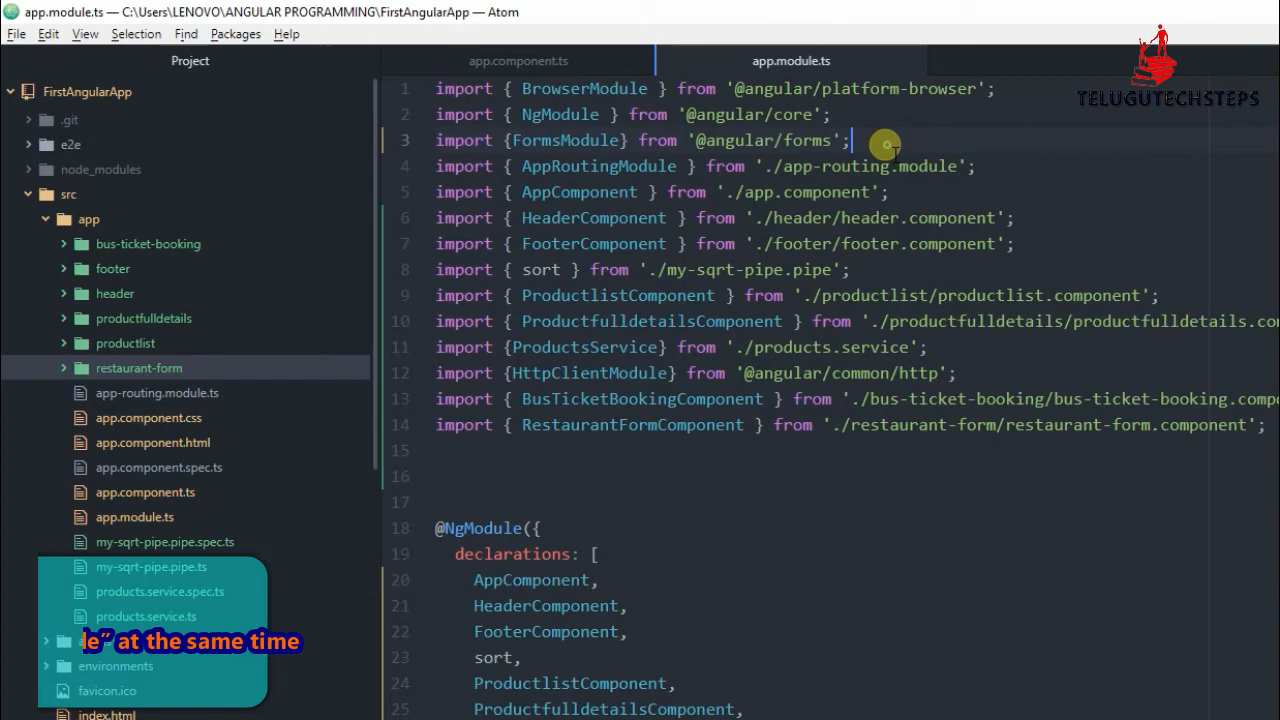 app.module.ts — C:\Users\LENOVO\ANGULAR PROGRAMMING\FirstAngularApp — Atom
File Edit View Selection Find Packages Help
Project
FirstAngularApp
.git
e2e
node_modules
src
app
bus-ticket-booking
footer
header
productfulldetails
productlist
restaurant-form
app-routing.module.ts
app.component.css
app.component.html
app.component.spec.ts
app.component.ts
app.module.ts
my-sqrt-pipe.pipe.spec.ts
my-sqrt-pipe.pipe.ts
products.service.spec.ts
products.service.ts
le” at the same time
environments
favicon.ico
index.html
app.component.ts
app.module.ts
TELUGUTECHSTEPS
1 import { BrowserModule } from '@angular/platform-browser';
2 import { NgModule } from '@angular/core';
3 import {FormsModule} from '@angular/forms';
4 import { AppRoutingModule } from './app-routing.module';
5 import { AppComponent } from './app.component';
6 import { HeaderComponent } from './header/header.component';
7 import { FooterComponent } from './footer/footer.component';
8 import { sort } from './my-sqrt-pipe.pipe';
9 import { ProductlistComponent } from './productlist/productlist.component';
10 import { ProductfulldetailsComponent } from './productfulldetails/productfulldetails.co
11 import {ProductsService} from './products.service';
12 import {HttpClientModule} from '@angular/common/http';
13 import { BusTicketBookingComponent } from './bus-ticket-booking/bus-ticket-booking.compo
14 import { RestaurantFormComponent } from './restaurant-form/restaurant-form.component';
15
16
17
18 @NgModule({
19 declarations: [
20 AppComponent,
21 HeaderComponent,
22 FooterComponent,
23 sort,
24 ProductlistComponent,
25 ProductfulldetailsComponent,